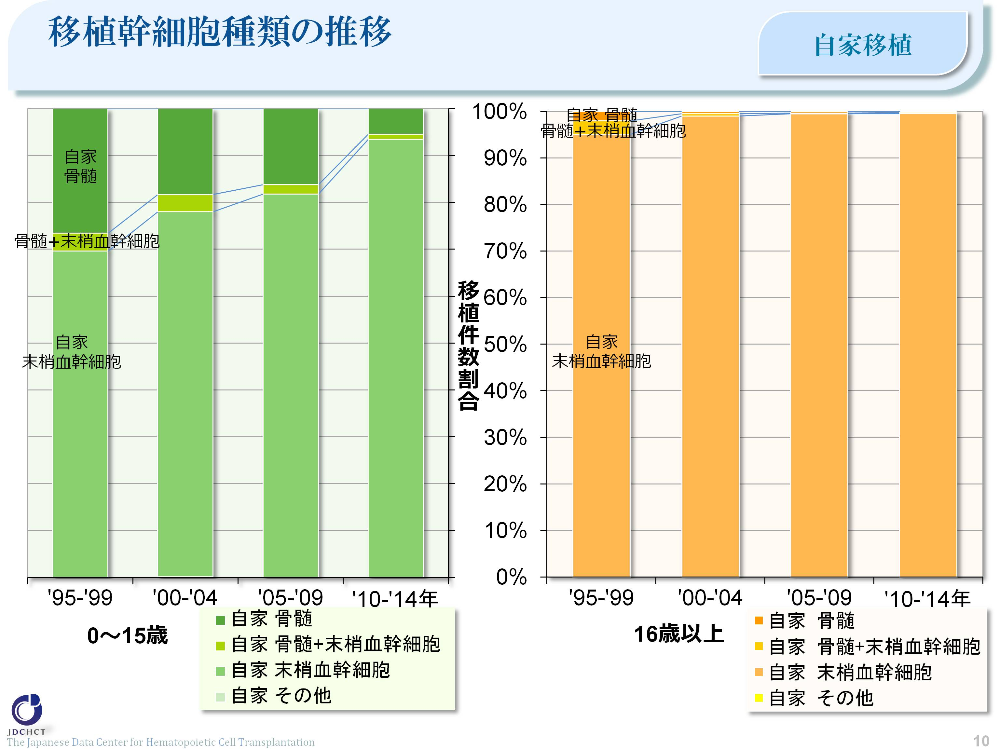 移植幹細胞種類の推移
自家移植
自家
骨髄
骨髄+末梢血幹細胞
自家
末梢血幹細胞
'95-'99
'00-'04
'05-'09
'10-'14年
0～15歳
自家 骨髄
自家 骨髄+末梢血幹細胞
自家 末梢血幹細胞
自家 その他
移植件数割合
100%
90%
80%
70%
60%
50%
40%
30%
20%
10%
0%
自家 骨髄
骨髄+末梢血幹細胞
自家
末梢血幹細胞
'95-'99
'00-'04
'05-'09
'10-'14年
16歳以上
自家 骨髄
自家 骨髄+末梢血幹細胞
自家 末梢血幹細胞
自家 その他
JDCHCT
The Japanese Data Center for Hematopoietic Cell Transplantation
10